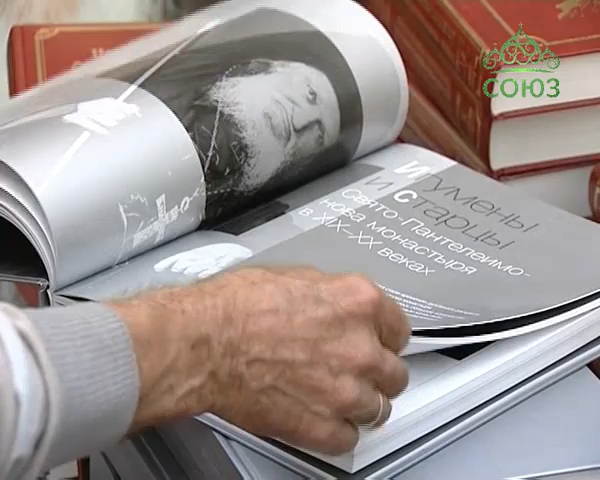 СОЮЗ
Игумены
и старцы
Свято-Пантелеимо-
нова монастыря
в XIX–XX веках